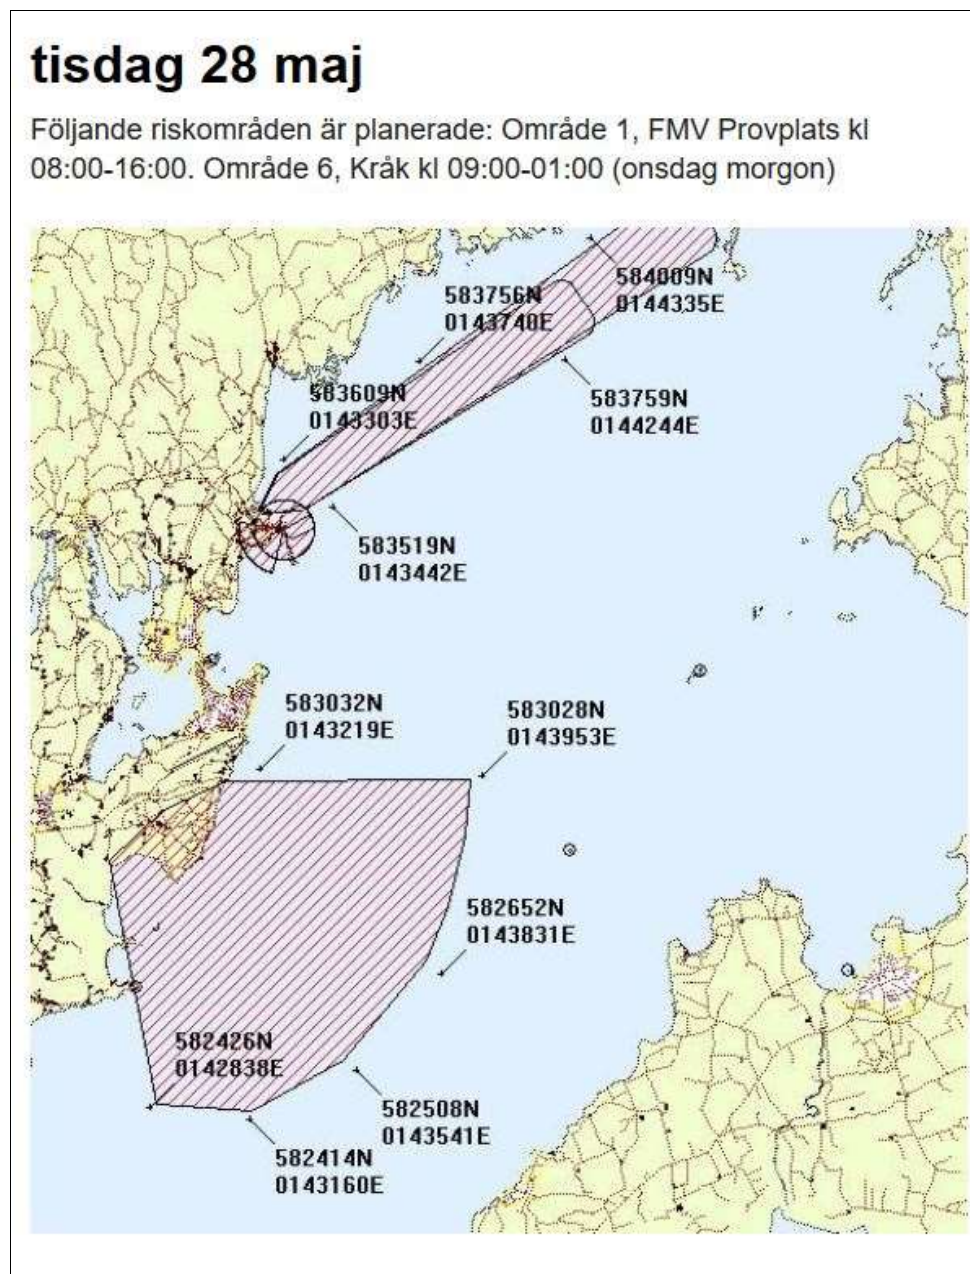 tisdag 28 maj
Följande riskområden är planerade: Område 1, FMV Provplats kl
08:00-16:00. Område 6, Kråk kl 09:00-01:00 (onsdag morgon)
584009N
0144335E
583756N
0143740E
583609N
0143303E
583759N
0144244E
583519N
0143442E
583032N
0143219E
583028N
0143953E
582652N
0143831E
582426N
0142838E
582508N
0143541E
582414N
0143160E